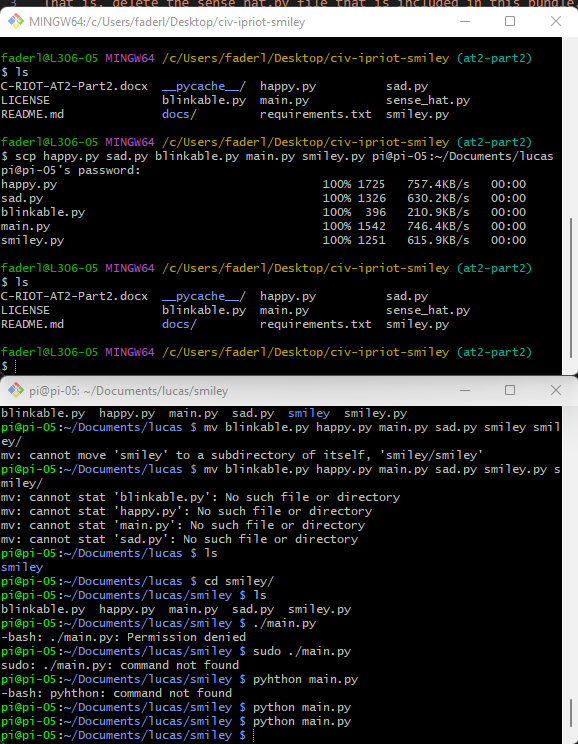 3 That is, delete the sense_hat.py file that is included in this bundle
MINGW64:/c/Users/faderl/Desktop/civ-ipriot-smiley
faderl@L306-05 MINGW64 /c/Users/faderl/Desktop/civ-ipriot-smiley (at2-part2)
$ ls
C-RIOT-AT2-Part2.docx __pycache__/ happy.py sad.py
LICENSE blinkable.py main.py sense_hat.py
README.md docs/ requirements.txt smiley.py
faderl@L306-05 MINGW64 /c/Users/faderl/Desktop/civ-ipriot-smiley (at2-part2)
$ scp happy.py sad.py blinkable.py main.py smiley.py pi@pi-05:~/Documents/lucas
pi@pi-05's password:
happy.py 100% 1725 757.4KB/s 00:00
sad.py 100% 1326 630.2KB/s 00:00
blinkable.py 100% 396 210.9KB/s 00:00
main.py 100% 1542 746.4KB/s 00:00
smiley.py 100% 1251 615.9KB/s 00:00
faderl@L306-05 MINGW64 /c/Users/faderl/Desktop/civ-ipriot-smiley (at2-part2)
$ ls
C-RIOT-AT2-Part2.docx __pycache__/ happy.py sad.py
LICENSE blinkable.py main.py sense_hat.py
README.md docs/ requirements.txt smiley.py
faderl@L306-05 MINGW64 /c/Users/faderl/Desktop/civ-ipriot-smiley (at2-part2)
$
pi@pi-05: ~/Documents/lucas/smiley
blinkable.py happy.py main.py sad.py smiley smiley.py
pi@pi-05:~/Documents/lucas $ mv blinkable.py happy.py main.py sad.py smiley smil
ey/
mv: cannot move 'smiley' to a subdirectory of itself, 'smiley/smiley'
pi@pi-05:~/Documents/lucas $ mv blinkable.py happy.py main.py sad.py smiley.py s
miley/
mv: cannot stat 'blinkable.py': No such file or directory
mv: cannot stat 'happy.py': No such file or directory
mv: cannot stat 'main.py': No such file or directory
mv: cannot stat 'sad.py': No such file or directory
pi@pi-05:~/Documents/lucas $ ls
smiley
pi@pi-05:~/Documents/lucas $ cd smiley/
pi@pi-05:~/Documents/lucas/smiley $ ls
blinkable.py happy.py main.py sad.py smiley.py
pi@pi-05:~/Documents/lucas/smiley $ ./main.py
-bash: ./main.py: Permission denied
pi@pi-05:~/Documents/lucas/smiley $ sudo ./main.py
sudo: ./main.py: command not found
pi@pi-05:~/Documents/lucas/smiley $ pyhthon main.py
-bash: pyhthon: command not found
pi@pi-05:~/Documents/lucas/smiley $ python main.py
pi@pi-05:~/Documents/lucas/smiley $ python main.py
pi@pi-05:~/Documents/lucas/smiley $